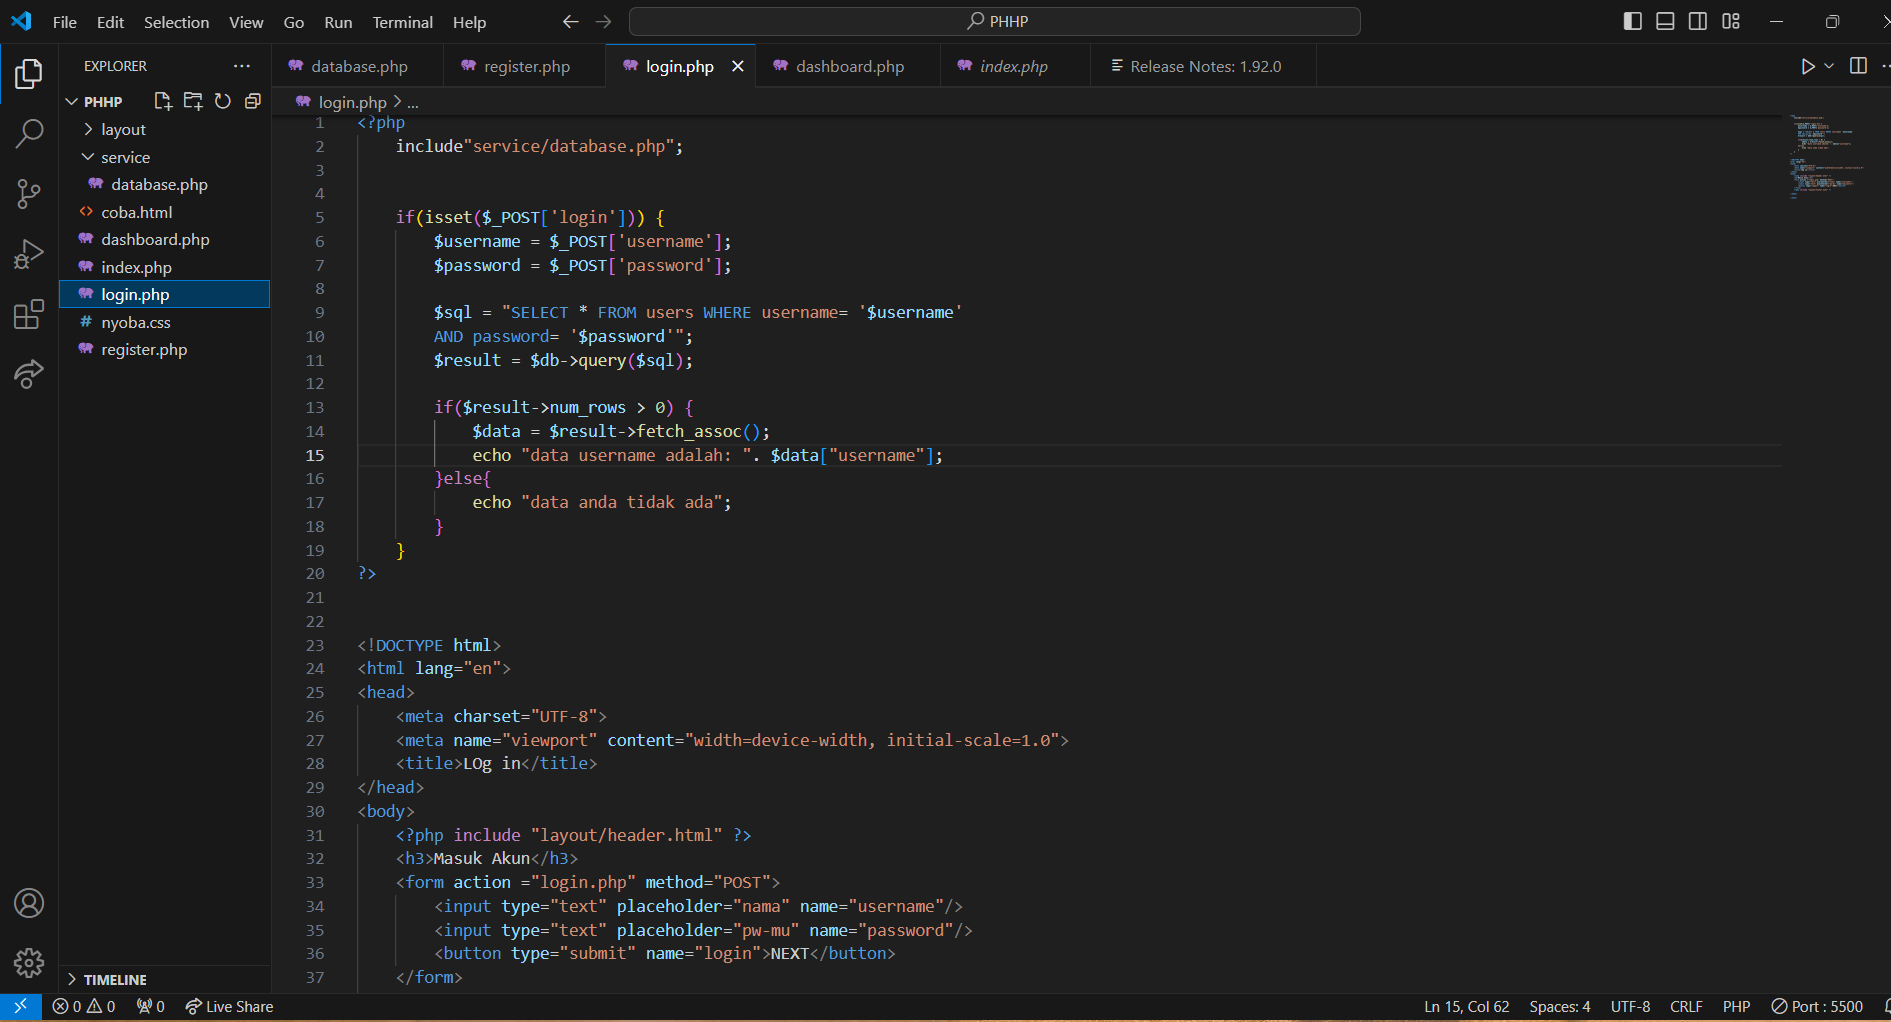 File Edit Selection View Go Run Terminal Help
PHHP
EXPLORER
PHHP
layout
service
database.php
coba.html
dashboard.php
index.php
login.php
nyoba.css
register.php
TIMELINE
database.php register.php login.php dashboard.php index.php Release Notes: 1.92.0
login.php > ...
1 <?php
2 include"service/database.php";
3
4
5 if(isset($_POST['login'])) {
6 $username = $_POST['username'];
7 $password = $_POST['password'];
8
9 $sql = "SELECT * FROM users WHERE username= '$username'
10 AND password= '$password'";
11 $result = $db->query($sql);
12
13 if($result->num_rows > 0) {
14 $data = $result->fetch_assoc();
15 echo "data username adalah: ". $data["username"];
16 }else{
17 echo "data anda tidak ada";
18 }
19 }
20 ?>
21
22
23 <!DOCTYPE html>
24 <html lang="en">
25 <head>
26 <meta charset="UTF-8">
27 <meta name="viewport" content="width=device-width, initial-scale=1.0">
28 <title>LOg in</title>
29 </head>
30 <body>
31 <?php include "layout/header.html" ?>
32 <h3>Masuk Akun</h3>
33 <form action ="login.php" method="POST">
34 <input type="text" placeholder="nama" name="username"/>
35 <input type="text" placeholder="pw-mu" name="password"/>
36 <button type="submit" name="login">NEXT</button>
37 </form>
0 0 0 Live Share Ln 15, Col 62 Spaces: 4 UTF-8 CRLF PHP Port : 5500